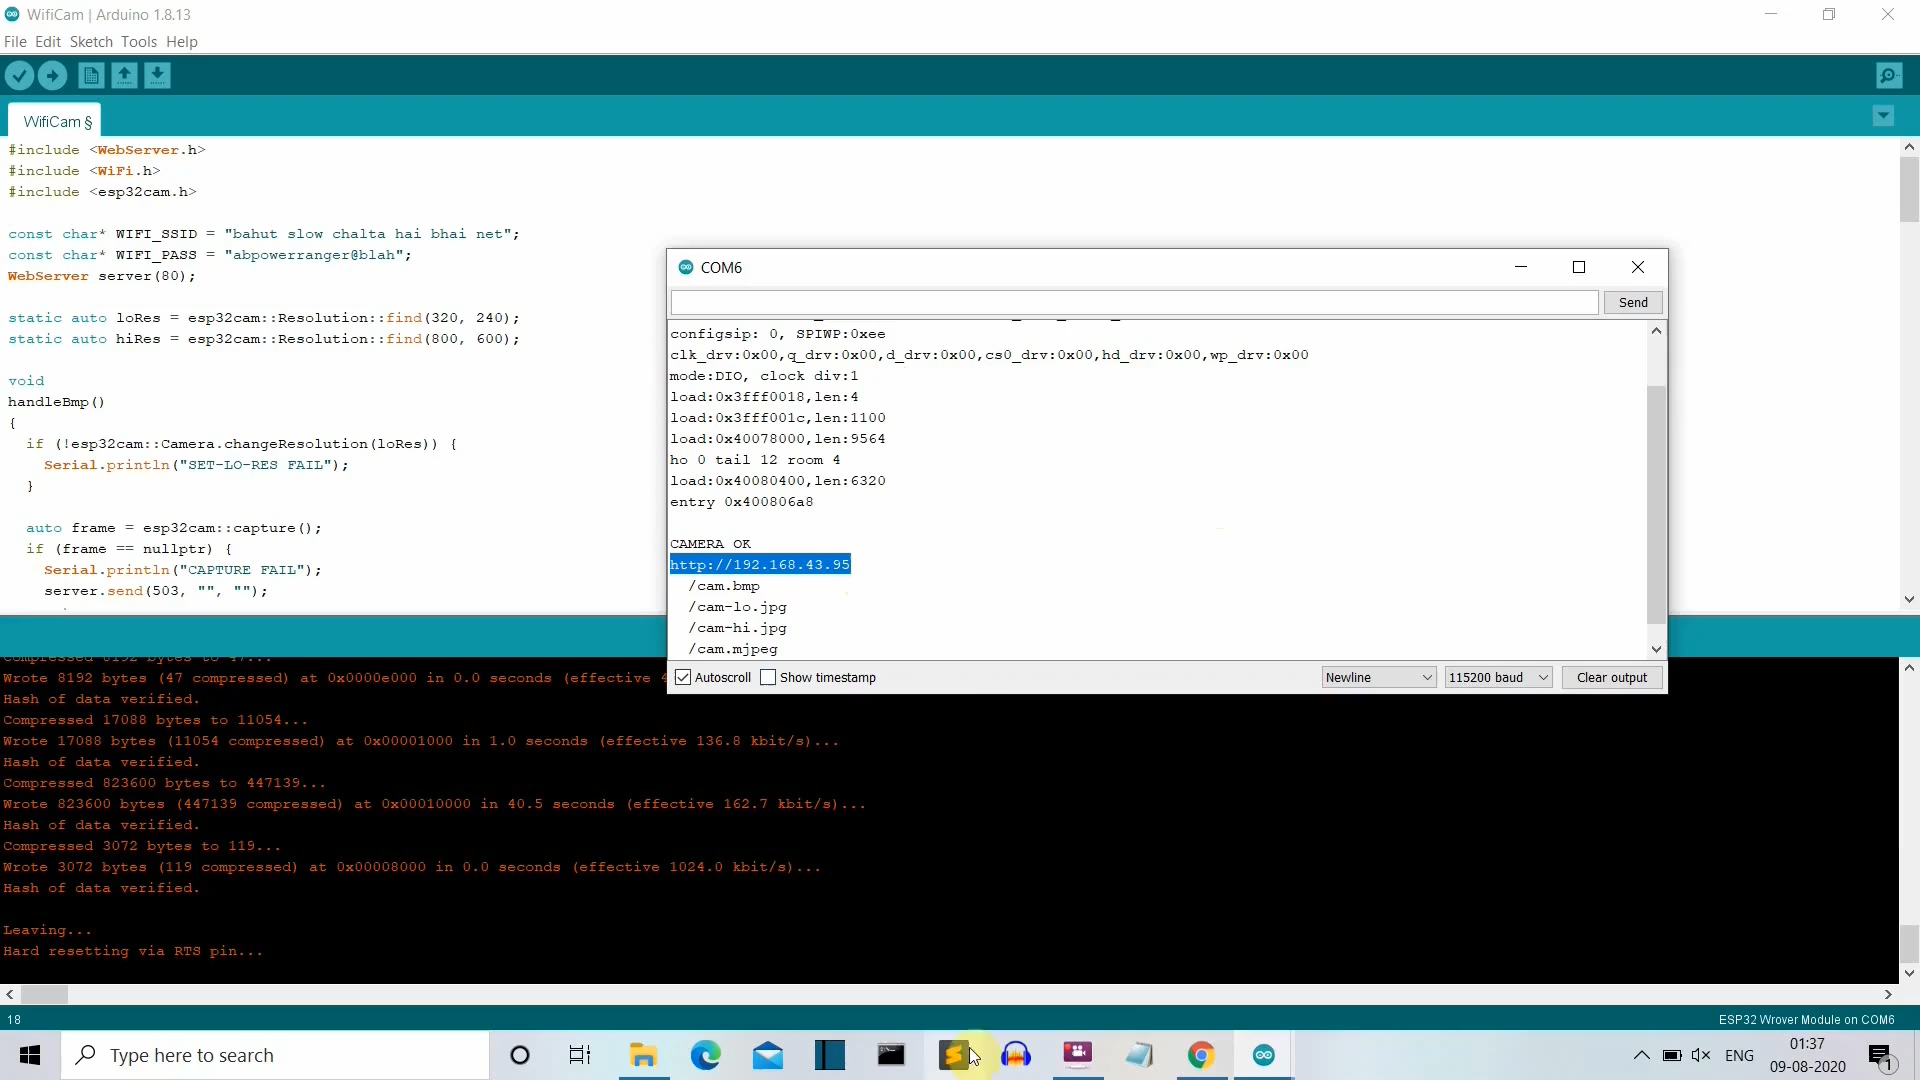 WifiCam | Arduino 1.8.13
File Edit Sketch Tools Help
WifiCam §
#include <WebServer.h>
#include <WiFi.h>
#include <esp32cam.h>
const char* WIFI_SSID = "bahut slow chalta hai bhai net";
const char* WIFI_PASS = "abpowerranger@blah";
WebServer server(80);
static auto loRes = esp32cam::Resolution::find(320, 240);
static auto hiRes = esp32cam::Resolution::find(800, 600);
void
handleBmp()
{
if (!esp32cam::Camera.changeResolution(loRes)) {
Serial.println("SET-LO-RES FAIL");
}
auto frame = esp32cam::capture();
if (frame == nullptr) {
Serial.println("CAPTURE FAIL");
server.send(503, "", "");
COM6
Send
configsip: 0, SPIWP:0xee
clk_drv:0x00,q_drv:0x00,d_drv:0x00,cs0_drv:0x00,hd_drv:0x00,wp_drv:0x00
mode:DIO, clock div:1
load:0x3fff0018,len:4
load:0x3fff001c,len:1100
load:0x40078000,len:9564
ho 0 tail 12 room 4
load:0x40080400,len:6320
entry 0x400806a8
CAMERA OK
http://192.168.43.95
/cam.bmp
/cam-lo.jpg
/cam-hi.jpg
/cam.mjpeg
Autoscroll Show timestamp Newline 115200 baud Clear output
Compressed 8192 bytes to 47...
Wrote 8192 bytes (47 compressed) at 0x0000e000 in 0.0 seconds (effective 4
Hash of data verified.
Compressed 17088 bytes to 11054...
Wrote 17088 bytes (11054 compressed) at 0x00001000 in 1.0 seconds (effective 136.8 kbit/s)...
Hash of data verified.
Compressed 823600 bytes to 447139...
Wrote 823600 bytes (447139 compressed) at 0x00010000 in 40.5 seconds (effective 162.7 kbit/s)...
Hash of data verified.
Compressed 3072 bytes to 119...
Wrote 3072 bytes (119 compressed) at 0x00008000 in 0.0 seconds (effective 1024.0 kbit/s)...
Hash of data verified.
Leaving...
Hard resetting via RTS pin...
18 ESP32 Wrover Module on COM6
Type here to search
ENG
01:37
09-08-2020
1